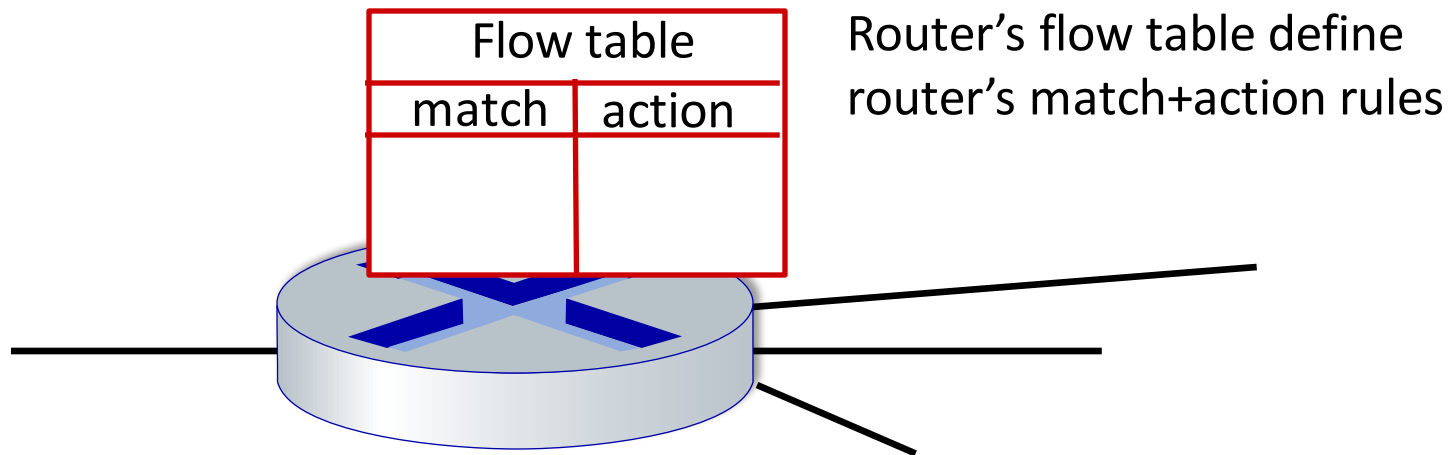 Flow table
match action
Router’s flow table define
router’s match+action rules